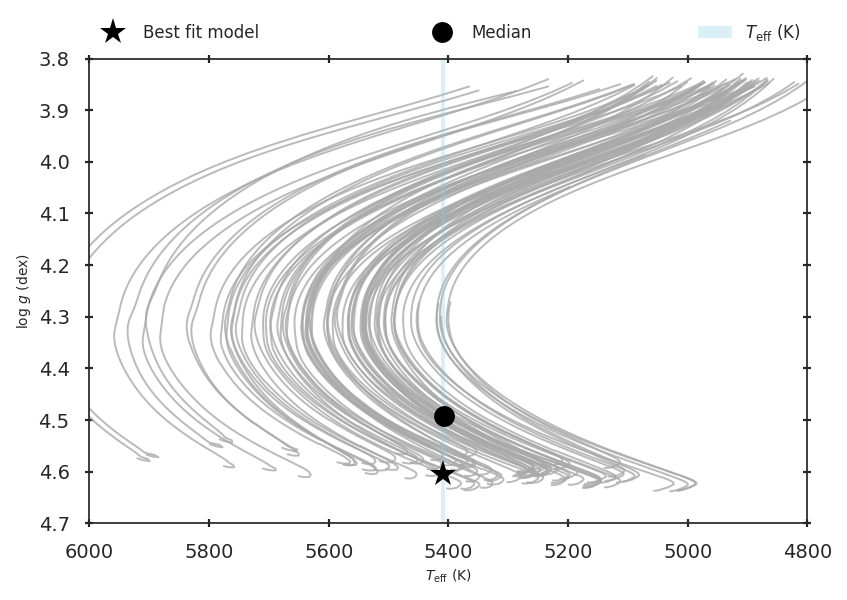 Best fit model Median T_eff (K)
3.8
3.9
4.0
4.1
4.2
4.3
4.4
4.5
4.6
4.7
log g (dex)
6000 5800 5600 5400 5200 5000 4800
T_eff (K)